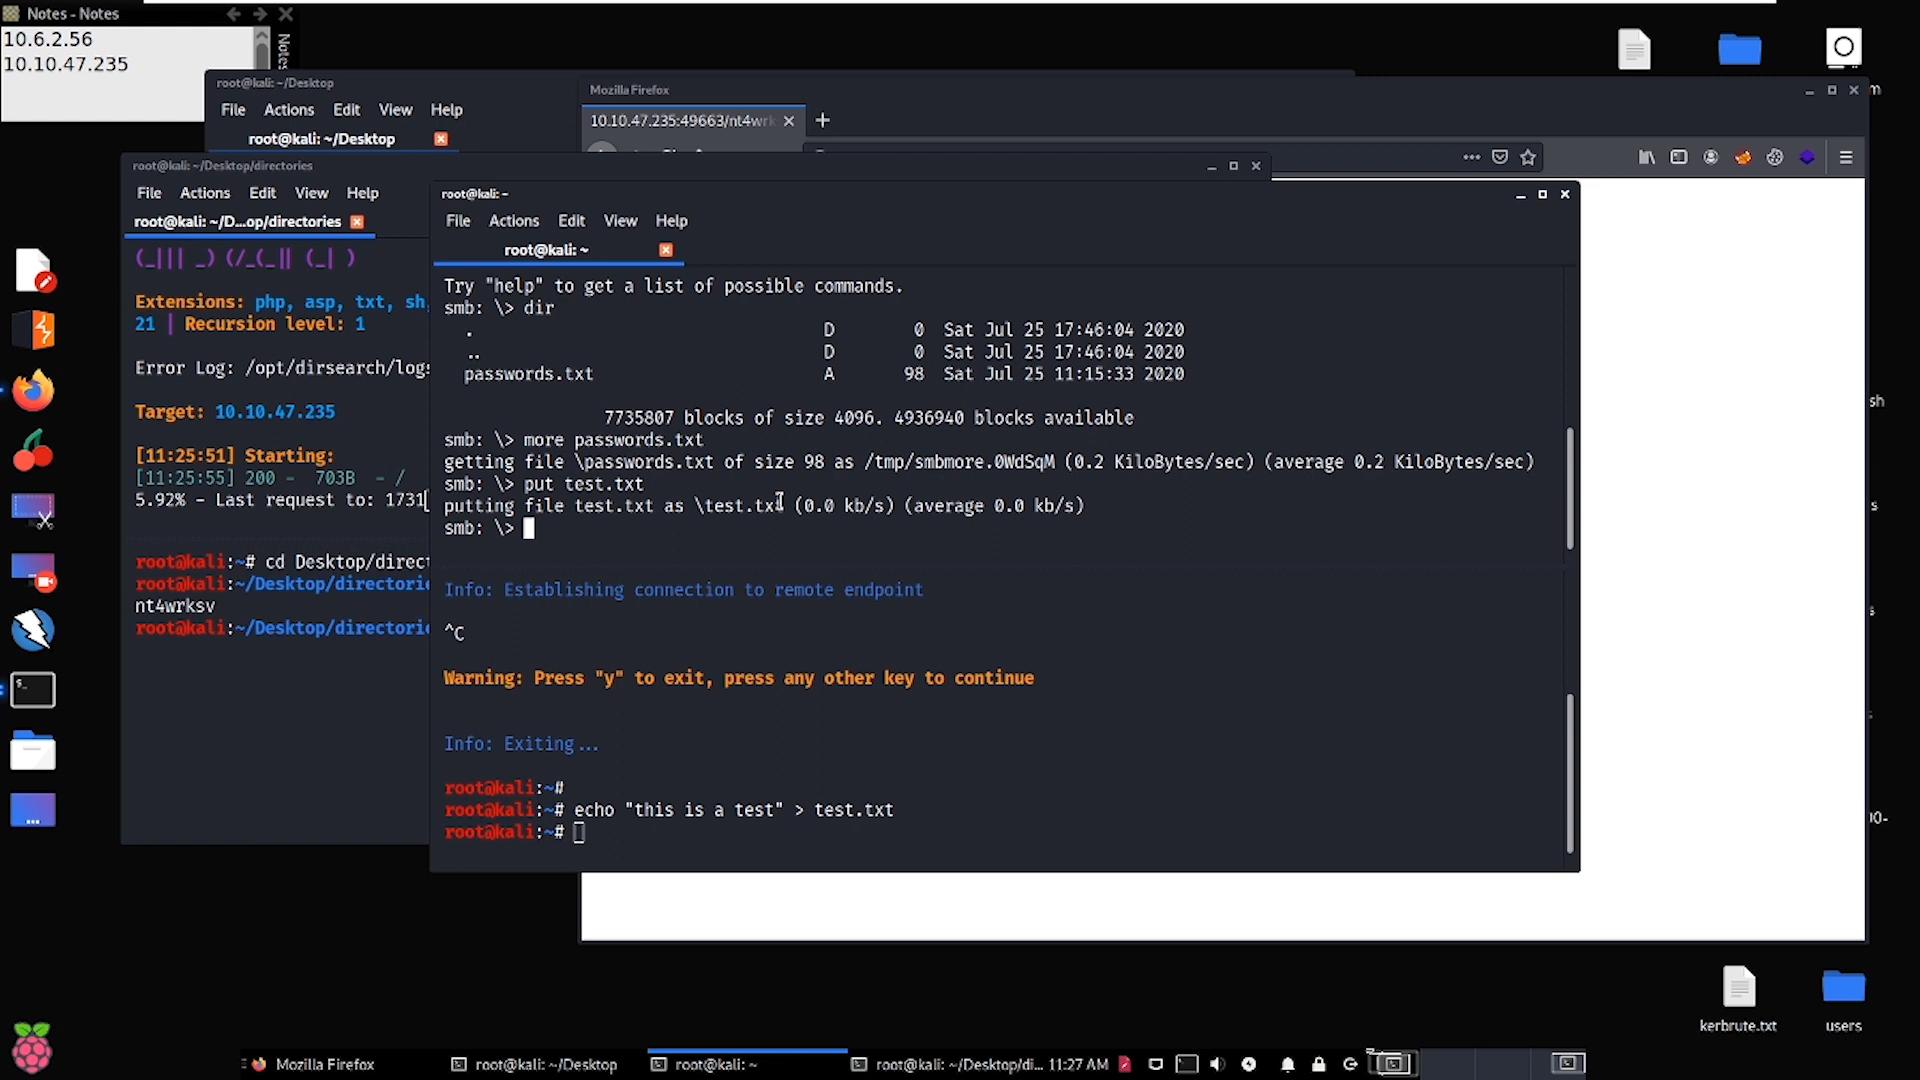 Notes - Notes
10.6.2.56
10.10.47.235
Notes
root@kali: ~/Desktop
File Actions Edit View Help
root@kali: ~/Desktop
Mozilla Firefox
10.10.47.235:49663/nt4wrk
root@kali: ~/Desktop/directories
File Actions Edit View Help
root@kali: ~/D...op/directories
Extensions: php, asp, txt, sh,
21 | Recursion level: 1
Error Log: /opt/dirsearch/logs
Target: 10.10.47.235
[11:25:51] Starting:
[11:25:55] 200 - 703B - /
5.92% - Last request to: 1731
root@kali:~# cd Desktop/direct
root@kali:~/Desktop/directorie
nt4wrksv
root@kali:~/Desktop/directorie
root@kali: ~
File Actions Edit View Help
root@kali: ~
Try "help" to get a list of possible commands.
smb: \> dir
. D 0 Sat Jul 25 17:46:04 2020
.. D 0 Sat Jul 25 17:46:04 2020
passwords.txt A 98 Sat Jul 25 11:15:33 2020
7735807 blocks of size 4096. 4936940 blocks available
smb: \> more passwords.txt
getting file \passwords.txt of size 98 as /tmp/smbmore.0WdSqM (0.2 KiloBytes/sec) (average 0.2 KiloBytes/sec)
smb: \> put test.txt
putting file test.txt as \test.txt (0.0 kb/s) (average 0.0 kb/s)
smb: \>
Info: Establishing connection to remote endpoint
^C
Warning: Press "y" to exit, press any other key to continue
Info: Exiting...
root@kali:~#
root@kali:~# echo "this is a test" > test.txt
root@kali:~#
kerbrute.txt
users
Mozilla Firefox
root@kali: ~/Desktop
root@kali: ~
root@kali: ~/Desktop/di...
11:27 AM